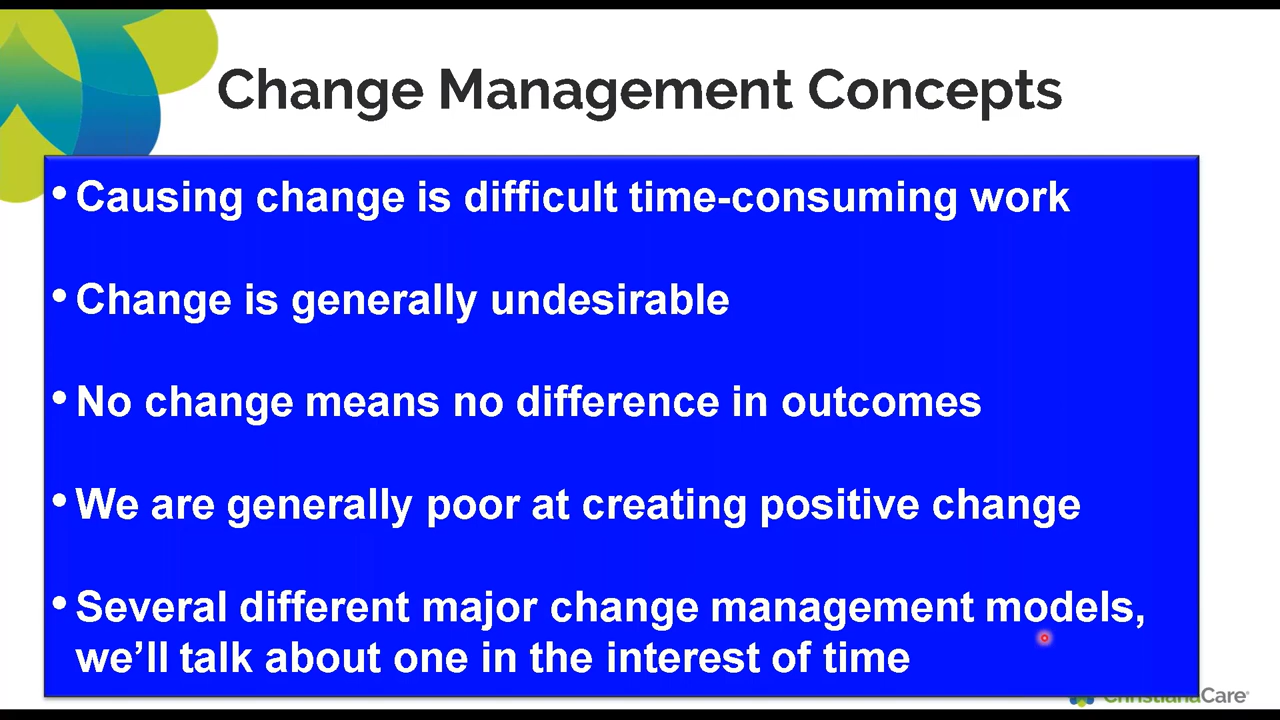 Change Management Concepts
• Causing change is difficult time-consuming work
• Change is generally undesirable
• No change means no difference in outcomes
• We are generally poor at creating positive change
• Several different major change management models,
we’ll talk about one in the interest of time
ChristianaCare®